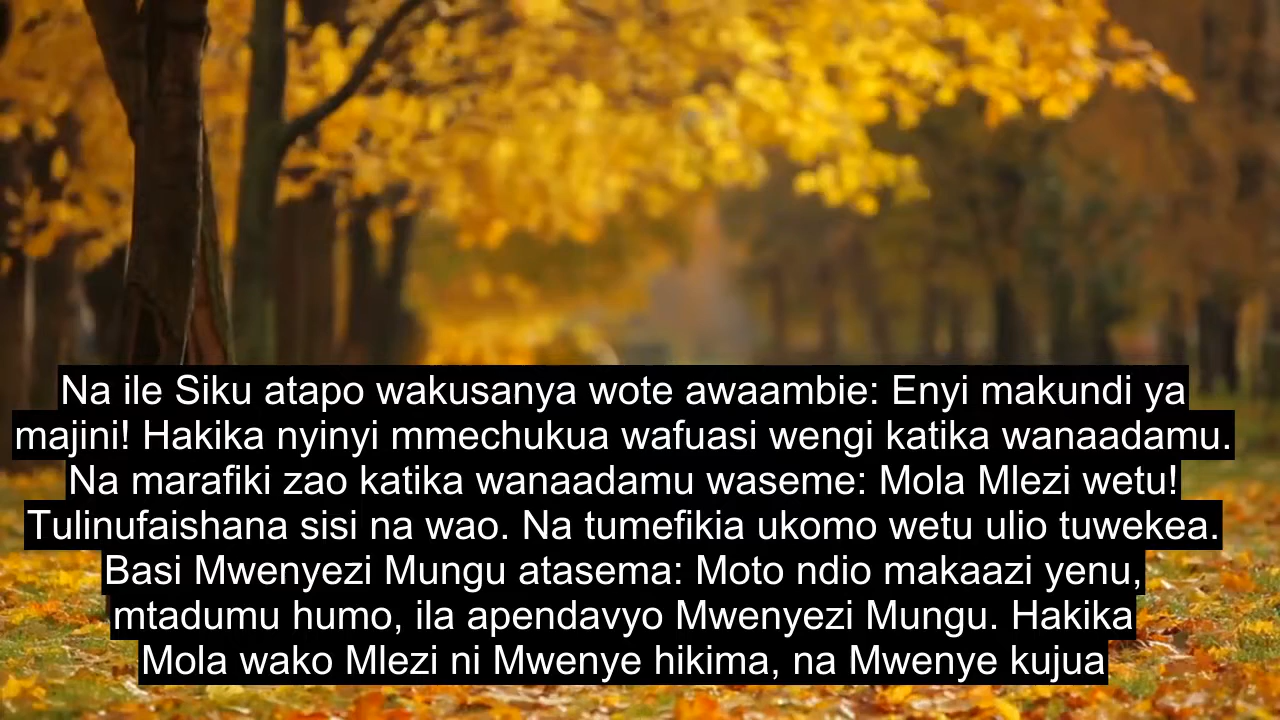 Na ile Siku atapo wakusanya wote awaambie: Enyi makundi ya
majini! Hakika nyinyi mmechukua wafuasi wengi katika wanaadamu.
Na marafiki zao katika wanaadamu waseme: Mola Mlezi wetu!
Tulinufaishana sisi na wao. Na tumefikia ukomo wetu ulio tuwekea.
Basi Mwenyezi Mungu atasema: Moto ndio makaazi yenu,
mtadumu humo, ila apendavyo Mwenyezi Mungu. Hakika
Mola wako Mlezi ni Mwenye hikima, na Mwenye kujua